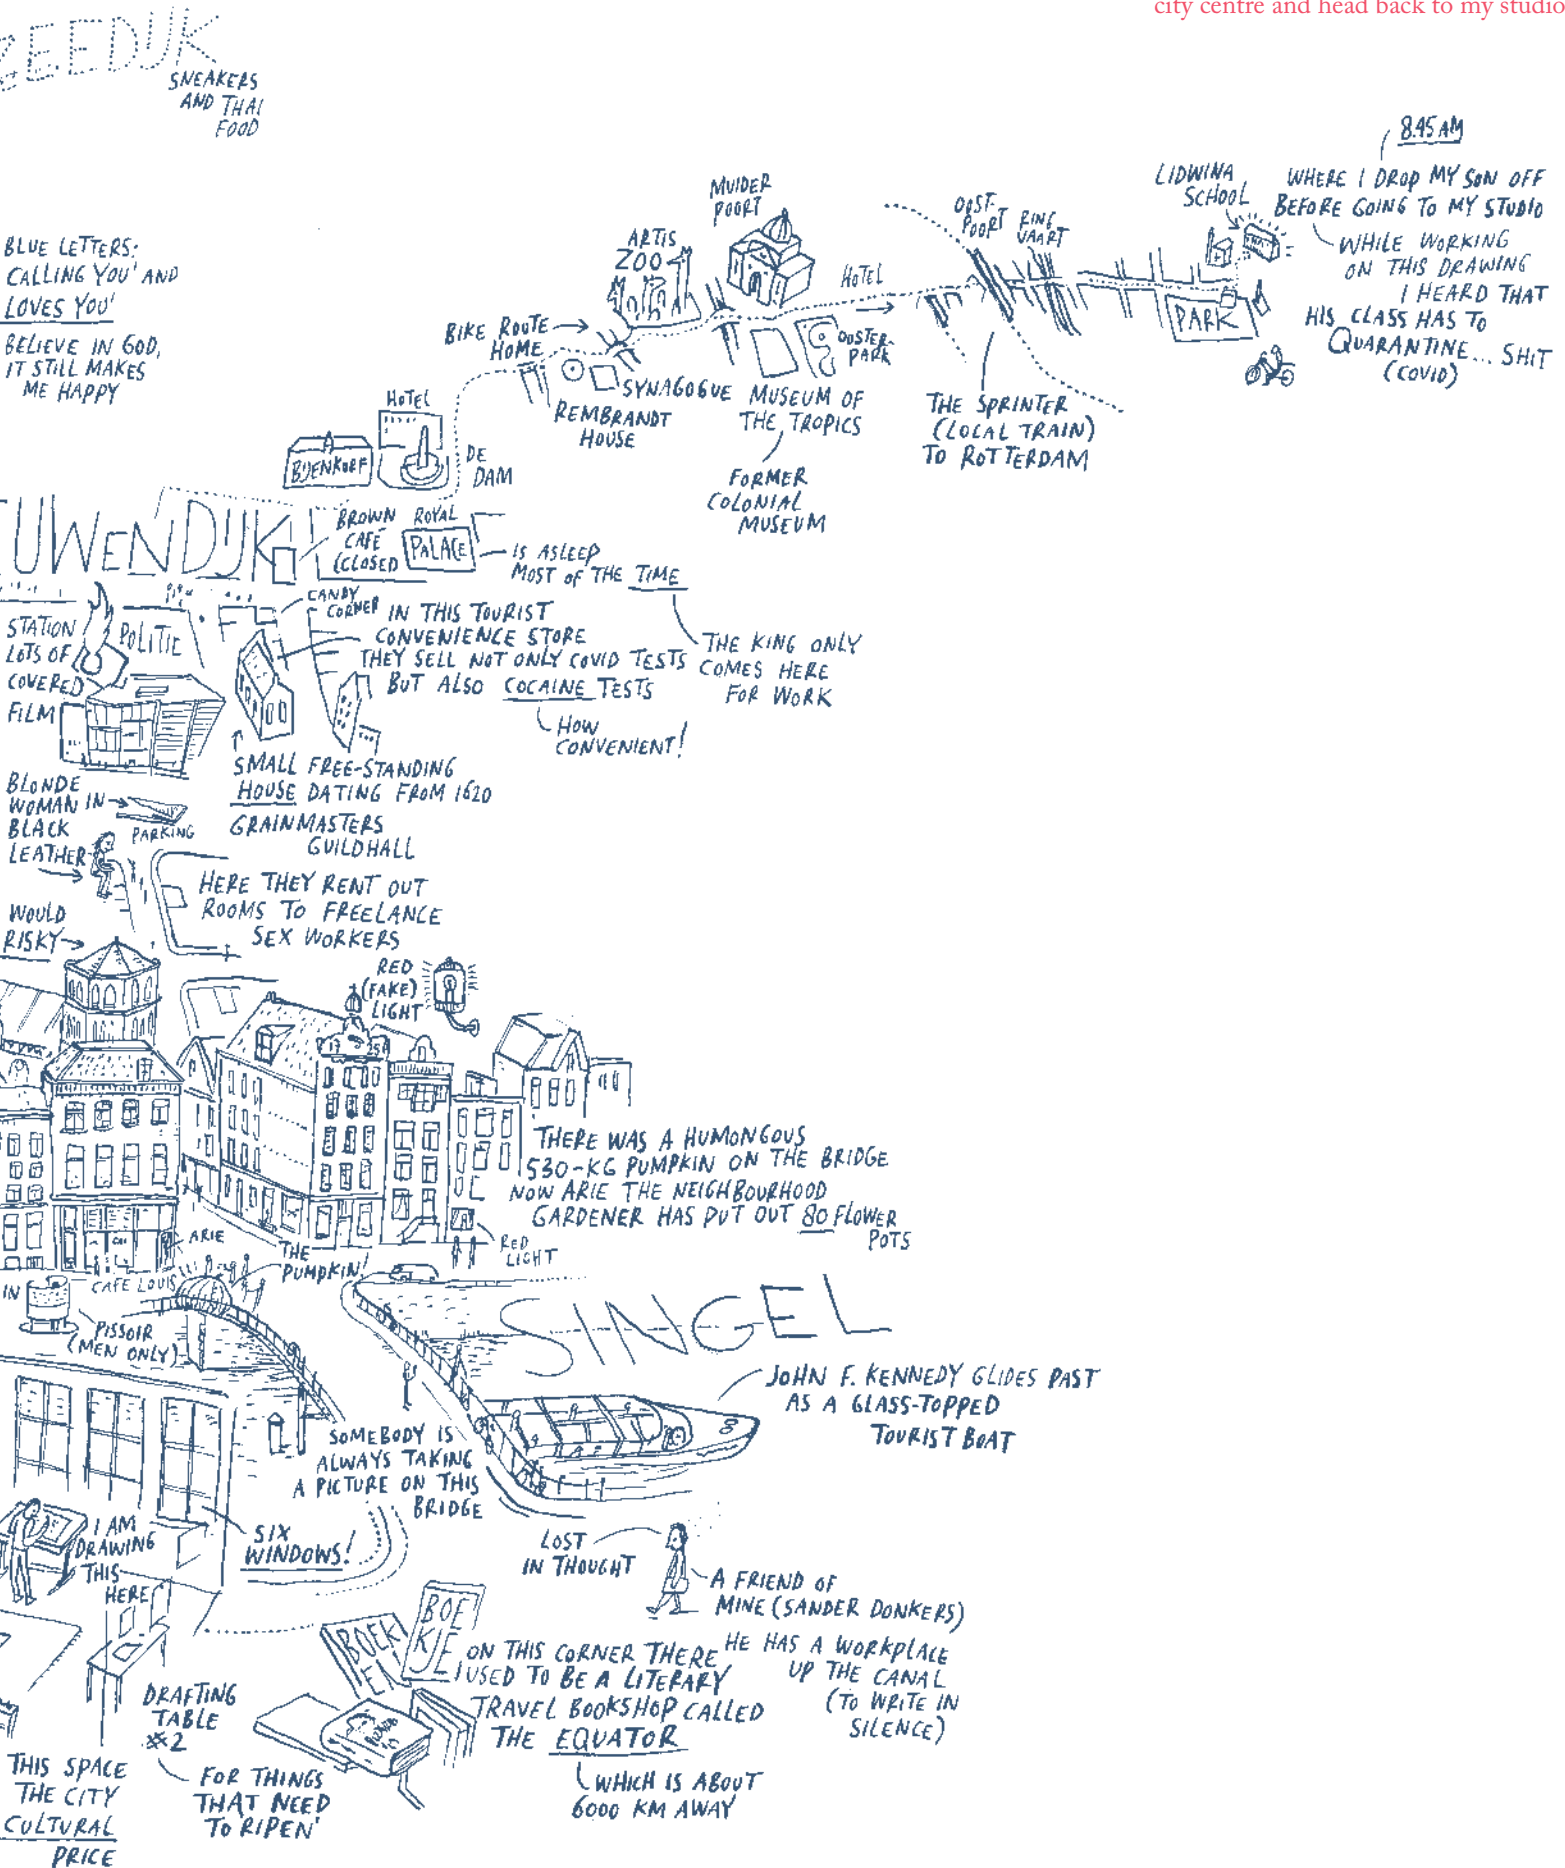 city centre and head back to my studio
ZEEDIJK
SNEAKERS
AND THAI
FOOD
8.45 AM
WHERE I DROP MY SON OFF
BEFORE GOING TO MY STUDIO
WHILE WORKING
ON THIS DRAWING
I HEARD THAT
HIS CLASS HAS TO
QUARANTINE... SHIT
(COVID)
LIDWINA
SCHOOL
PARK
OOST-
POORT
RING
VAART
MUIDER
POORT
HOTEL
ARTIS
ZOO
BIKE ROUTE
HOME
OOSTER-
PARK
SYNAGOGUE
REMBRANDT
HOUSE
MUSEUM OF
THE TROPICS
FORMER
COLONIAL
MUSEUM
THE SPRINTER
(LOCAL TRAIN)
TO ROTTERDAM
BLUE LETTERS:
CALLING YOU' AND
LOVES YOU'
BELIEVE IN GOD,
IT STILL MAKES
ME HAPPY
HOTEL
BIJENKORF
DE
DAM
UWENDIJK
BROWN
CAFÉ
(CLOSED
ROYAL
PALACE
IS ASLEEP
MOST OF THE TIME
THE KING ONLY
COMES HERE
FOR WORK
CANDY
CORNER
IN THIS TOURIST
CONVENIENCE STORE
THEY SELL NOT ONLY COVID TESTS
BUT ALSO COCAINE TESTS
HOW
CONVENIENT!
STATION
LOTS OF
COVERED
FILM
POLITIE
SMALL FREE-STANDING
HOUSE DATING FROM 1620
GRAINMASTERS
GUILDHALL
BLONDE
WOMAN IN
BLACK
LEATHER
PARKING
HERE THEY RENT OUT
ROOMS TO FREELANCE
SEX WORKERS
WOULD
RISKY
RED
(FAKE)
LIGHT
17 25
THERE WAS A HUMONGOUS
530-KG PUMPKIN ON THE BRIDGE
NOW ARIE THE NEIGHBOURHOOD
GARDENER HAS PUT OUT 80 FLOWER
POTS
ARIE
THE
PUMPKIN!
RED
LIGHT
CAFE LOUIS
IN
PISSOIR
(MEN ONLY)
SINGEL
JOHN F. KENNEDY GLIDES PAST
AS A GLASS-TOPPED
TOURIST BOAT
SOMEBODY IS
ALWAYS TAKING
A PICTURE ON THIS
BRIDGE
I AM
DRAWING
THIS
HERE
SIX
WINDOWS!
LOST
IN THOUGHT
A FRIEND OF
MINE (SANDER DONKERS)
HE HAS A WORKPLACE
UP THE CANAL
(TO WRITE IN
SILENCE)
BOEKEN
BOEKJE
ON THIS CORNER THERE
USED TO BE A LITERARY
TRAVEL BOOKSHOP CALLED
THE EQUATOR
WHICH IS ABOUT
6000 KM AWAY
DRAFTING
TABLE
#2
FOR THINGS
THAT NEED
TO RIPEN'
THIS SPACE
THE CITY
CULTURAL
PRICE